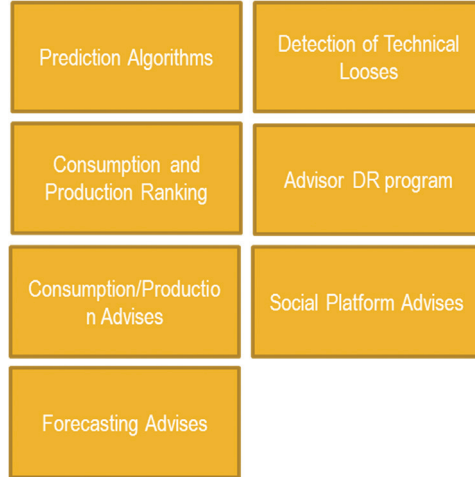 Prediction Algorithms
Detection of Technical
Looses
Consumption and
Production Ranking
Advisor DR program
Consumption/Productio
n Advises
Social Platform Advises
Forecasting Advises